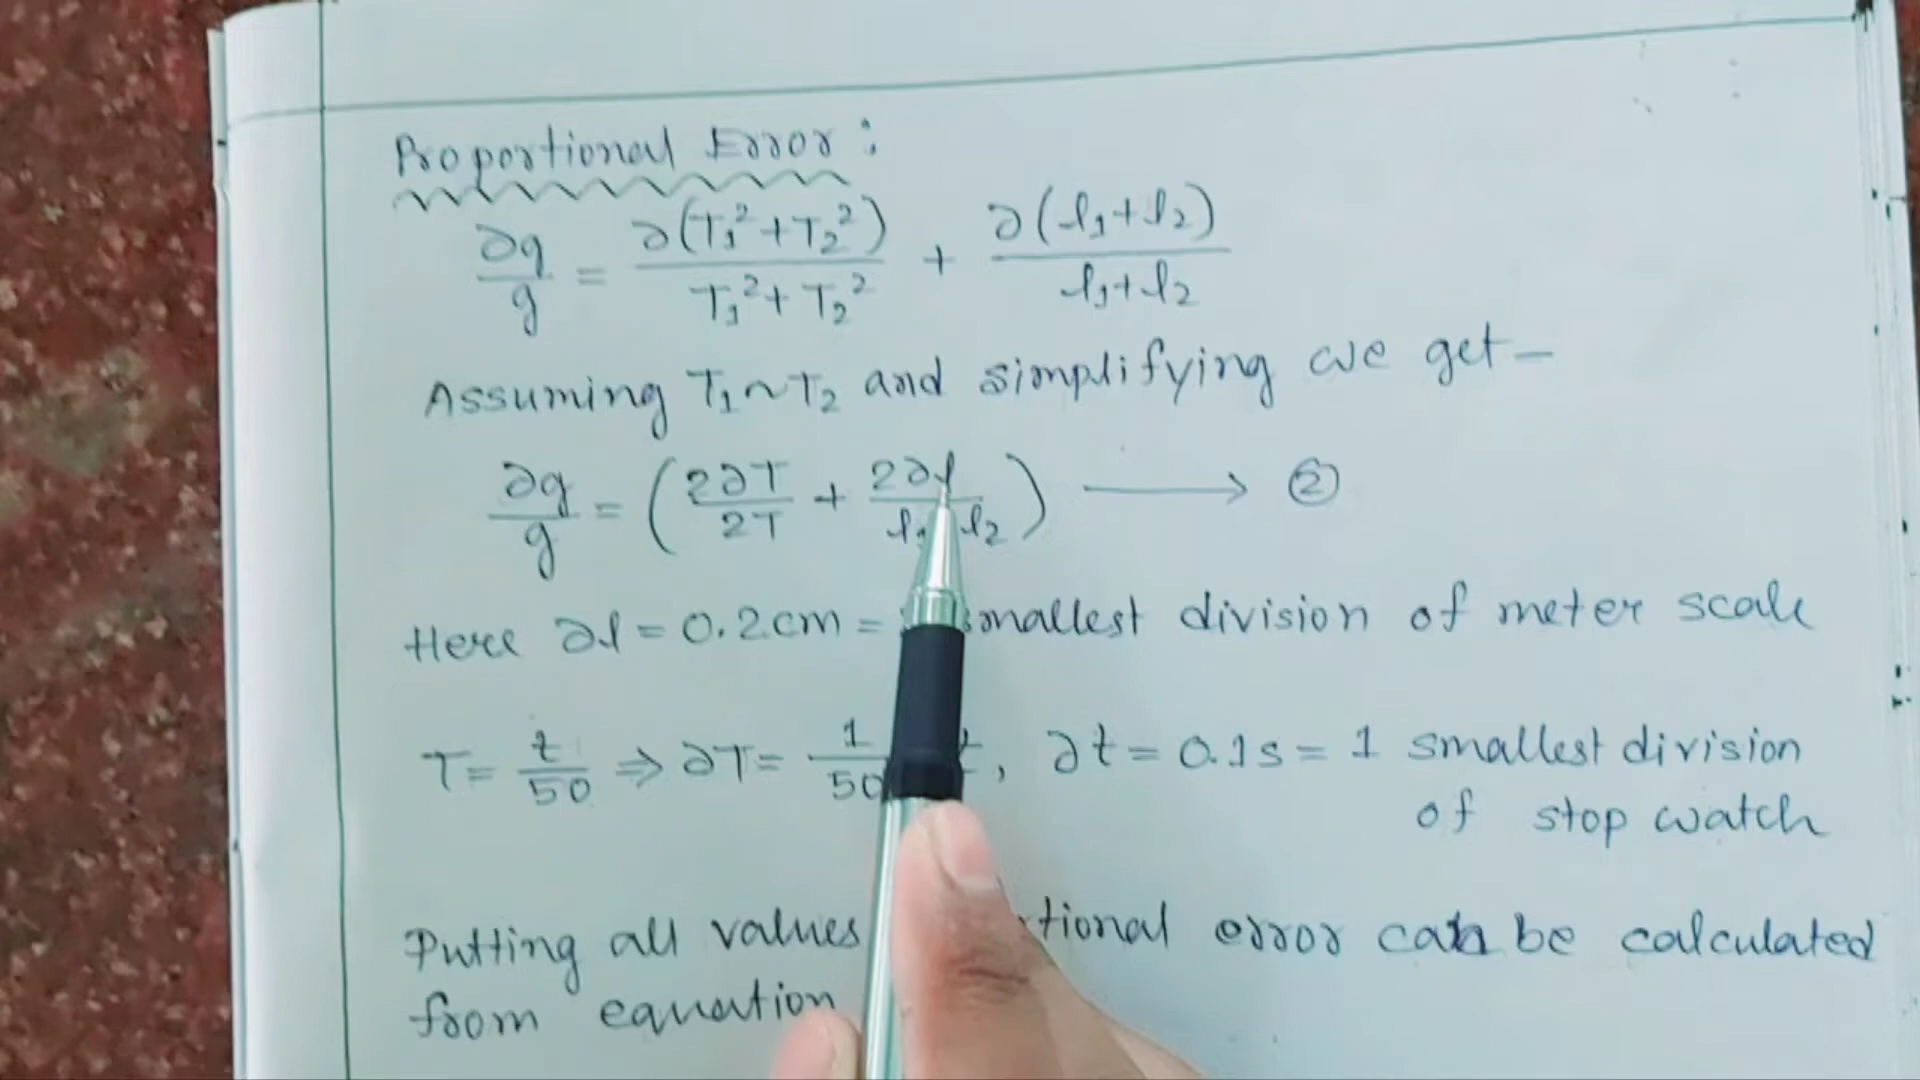 Proportional Error:
∂g/g = ∂(T₁²+T₂²)/T₁²+T₂² + ∂(l₁+l₂)/l₁+l₂
Assuming T₁~T₂ and simplifying we get—
∂g/g = (2∂T/2T + 2∂l/l₁ l₂) ⟶ ②
Here ∂l = 0.2cm = smallest division of meter scale
T = t/50 ⇒ ∂T = 1/50 , ∂t = 0.1s = 1 smallest division
of stop watch
Putting all values error can be calculated
from equation